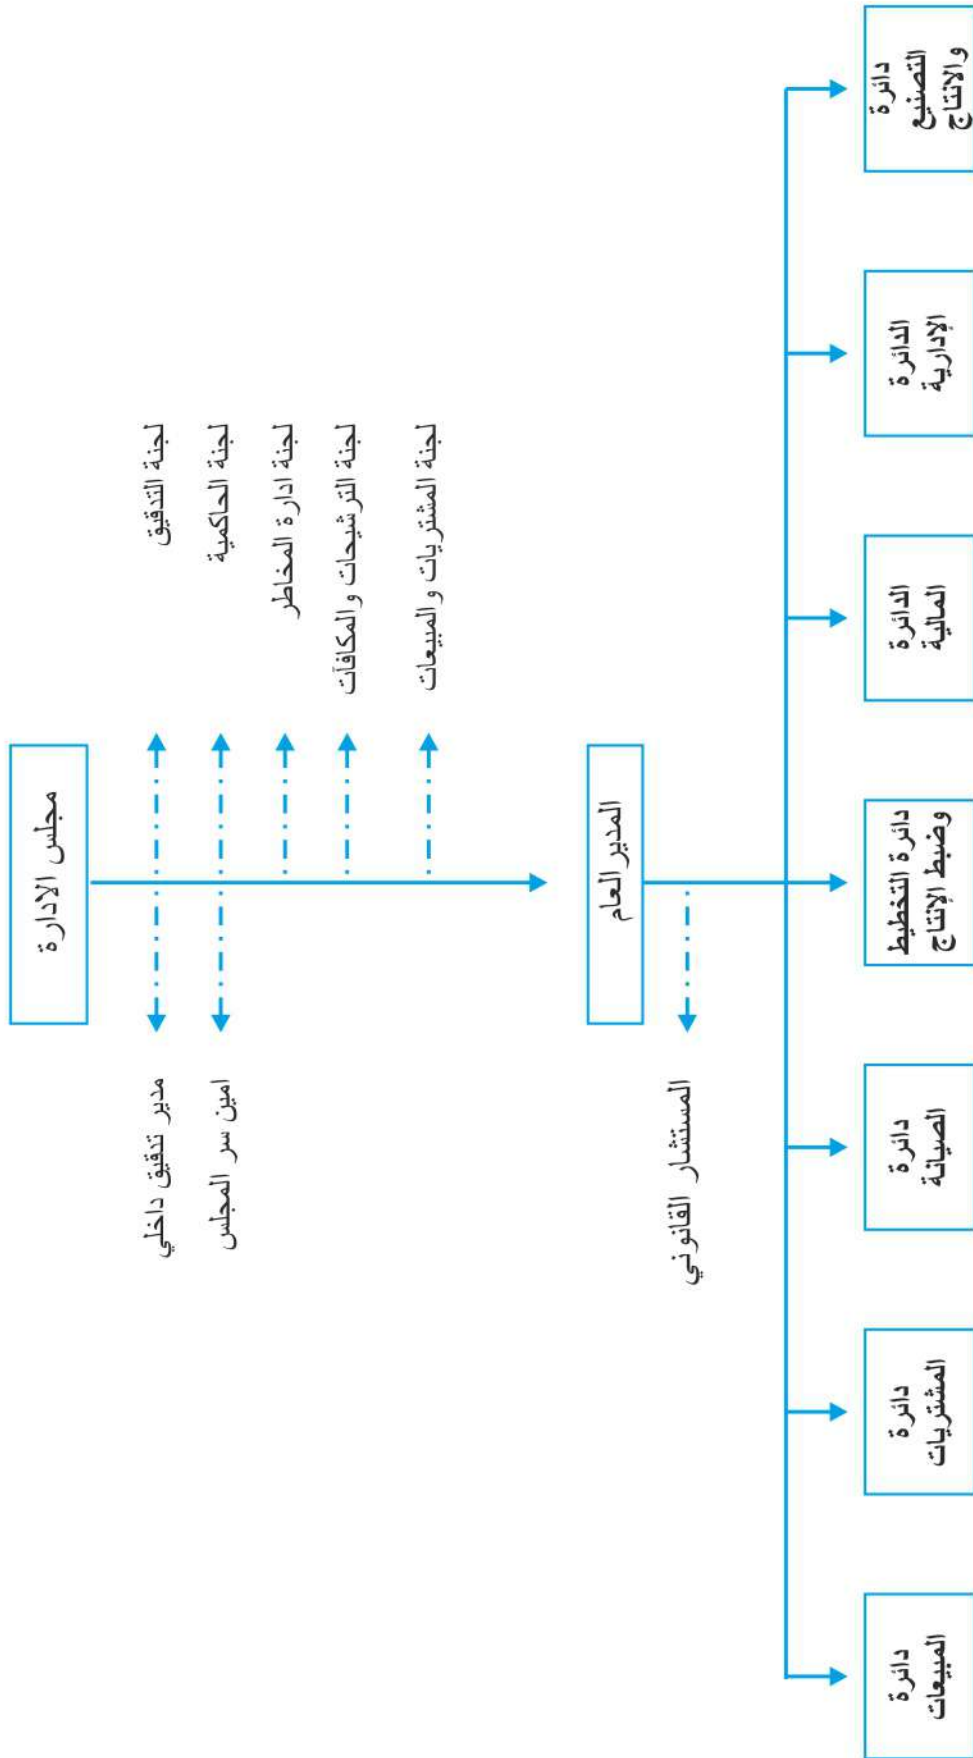 مجلس الادارة
لجنة التدقيق
مدير تدقيق داخلي
لجنة الحاكمية
امين سر المجلس
لجنة ادارة المخاطر
لجنة الترشيحات والمكافآت
لجنة المشتريات والمبيعات
المدير العام
المستشار القانوني
دائرة
التصنيع
والانتاج
الدائرة
الإدارية
الدائرة
المالية
دائرة التخطيط
وضبط الإنتاج
دائرة
الصيانة
دائرة
المشتريات
دائرة
المبيعات